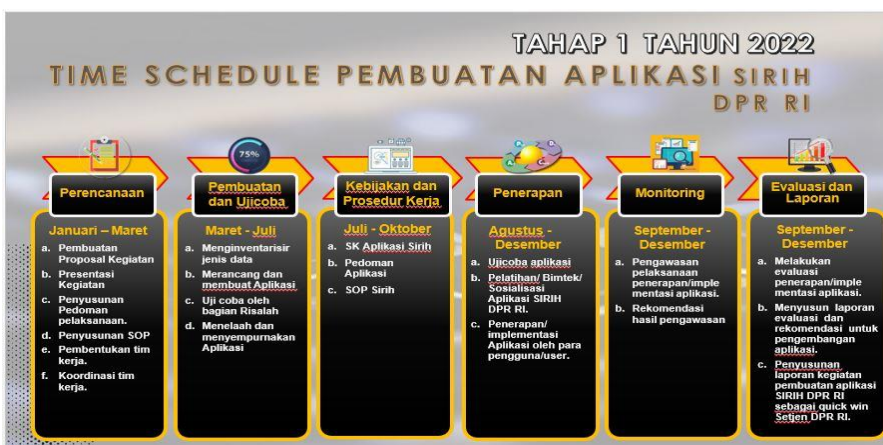 TAHAP 1 TAHUN 2022
TIME SCHEDULE PEMBUATAN APLIKASI SIRIH
DPR RI
Perencanaan
Januari – Maret
a. Pembuatan
Proposal Kegiatan
b. Presentasi
Kegiatan
c. Penyusunan
Pedoman
pelaksanaan.
d. Penyusunan SOP
e. Pembentukan tim
kerja.
f. Koordinasi tim
kerja.
75%
Pembuatan
dan Ujicoba
Maret - Juli
a. Menginventarisir
jenis data
b. Merancang dan
membuat Aplikasi
c. Uji coba oleh
bagian Risalah
d. Menelaah dan
menyempurnakan
Aplikasi
Kebijakan dan
Prosedur Kerja
Juli - Oktober
a. SK Aplikasi Sirih
b. Pedoman
Aplikasi
c. SOP Sirih
Penerapan
Agustus -
Desember
a. Ujicoba aplikasi
b. Pelatihan/ Bimtek/
Sosialisasi
Aplikasi SIRIH
DPR RI.
c. Penerapan/
implementasi
Aplikasi oleh para
pengguna/user.
Monitoring
September -
Desember
a. Pengawasan
pelaksanaan
penerapan/imple
mentasi aplikasi.
b. Rekomendasi
hasil pengawasan
Evaluasi dan
Laporan
September -
Desember
a. Melakukan
evaluasi
penerapan/imple
mentasi aplikasi.
b. Menyusun laporan
evaluasi dan
rekomendasi untuk
pengembangan
aplikasi.
c. Penyusunan
laporan kegiatan
pembuatan aplikasi
SIRIH DPR RI
sebagai quick win
Setjen DPR RI.